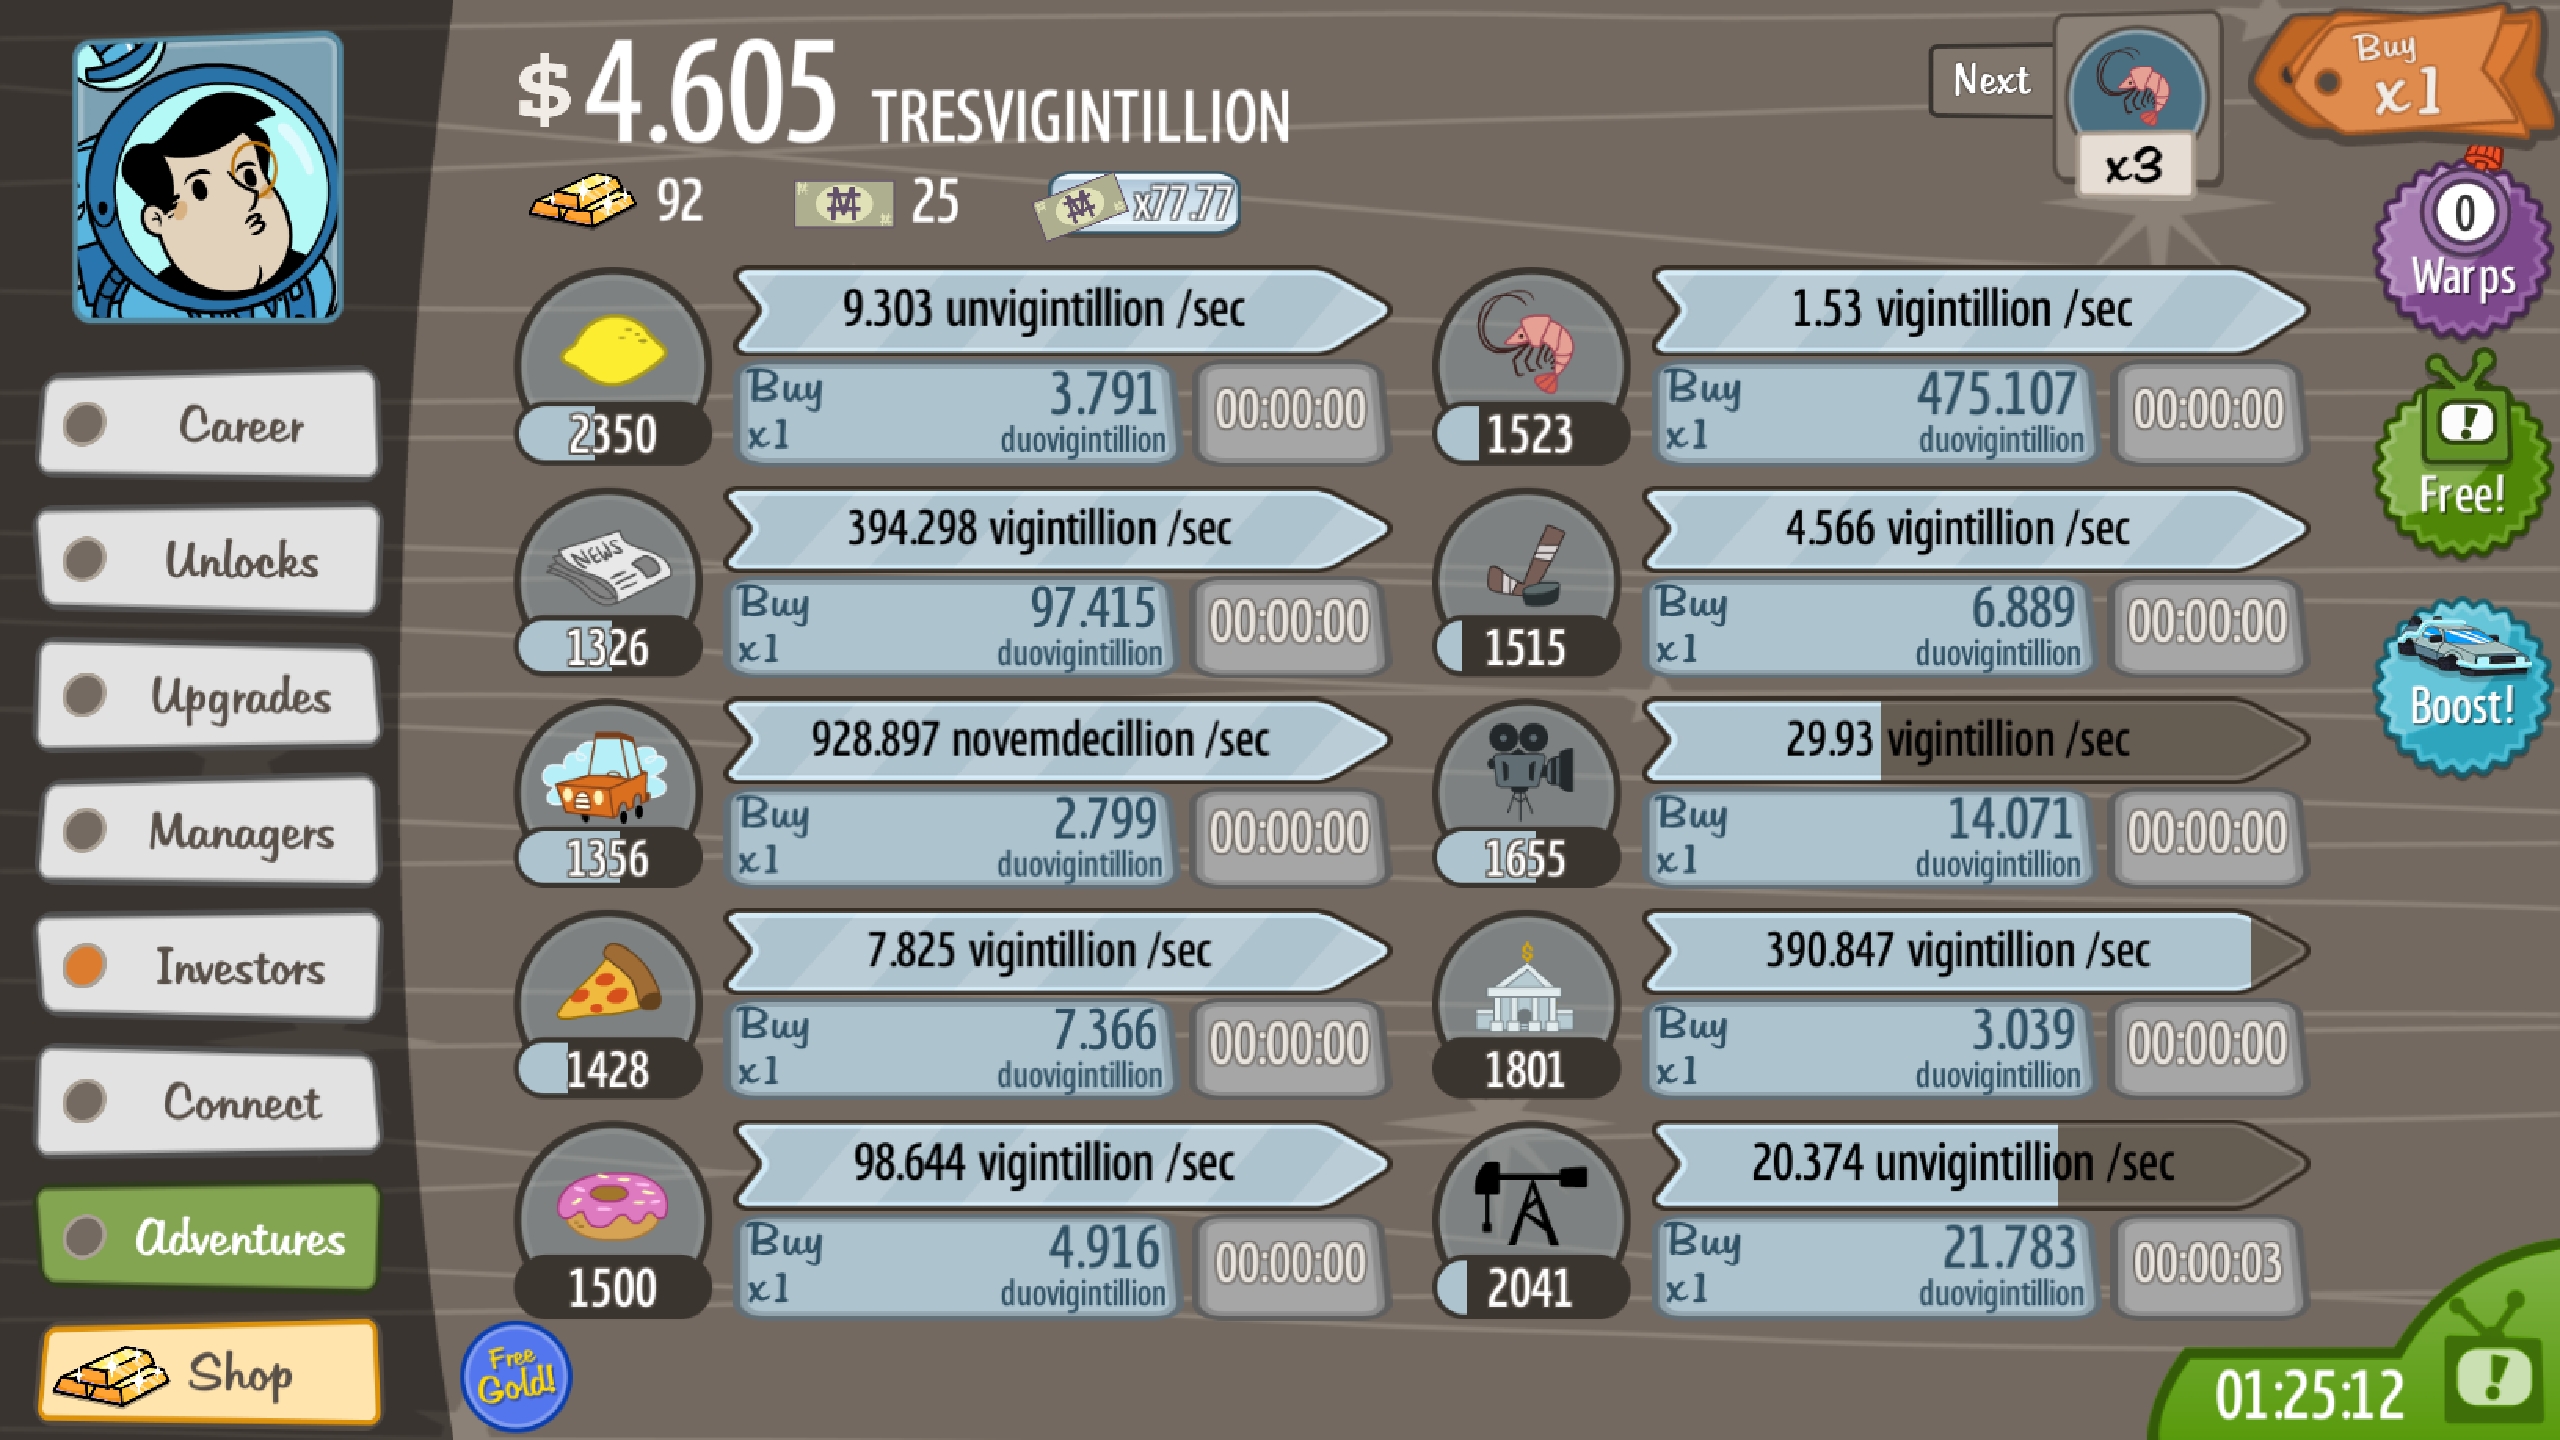 $4.605 TRESVIGINTILLION
92
25
x77.77
Next
x3
Buy
x1
0
Warps
Free!
Boost!
Career
Unlocks
Upgrades
Managers
Investors
Connect
Adventures
Shop
9.303 unvigintillion /sec
2350
Buy
x1
3.791
duovigintillion
00:00:00
NEWS
394.298 vigintillion /sec
1326
Buy
x1
97.415
duovigintillion
00:00:00
928.897 novemdecillion /sec
1356
Buy
x1
2.799
duovigintillion
00:00:00
7.825 vigintillion /sec
1428
Buy
x1
7.366
duovigintillion
00:00:00
98.644 vigintillion /sec
1500
Buy
x1
4.916
duovigintillion
00:00:00
1.53 vigintillion /sec
1523
Buy
x1
475.107
duovigintillion
00:00:00
4.566 vigintillion /sec
1515
Buy
x1
6.889
duovigintillion
00:00:00
29.93 vigintillion /sec
1655
Buy
x1
14.071
duovigintillion
00:00:00
$
390.847 vigintillion /sec
1801
Buy
x1
3.039
duovigintillion
00:00:00
20.374 unvigintillion /sec
2041
Buy
x1
21.783
duovigintillion
00:00:03
Free
Gold!
01:25:12